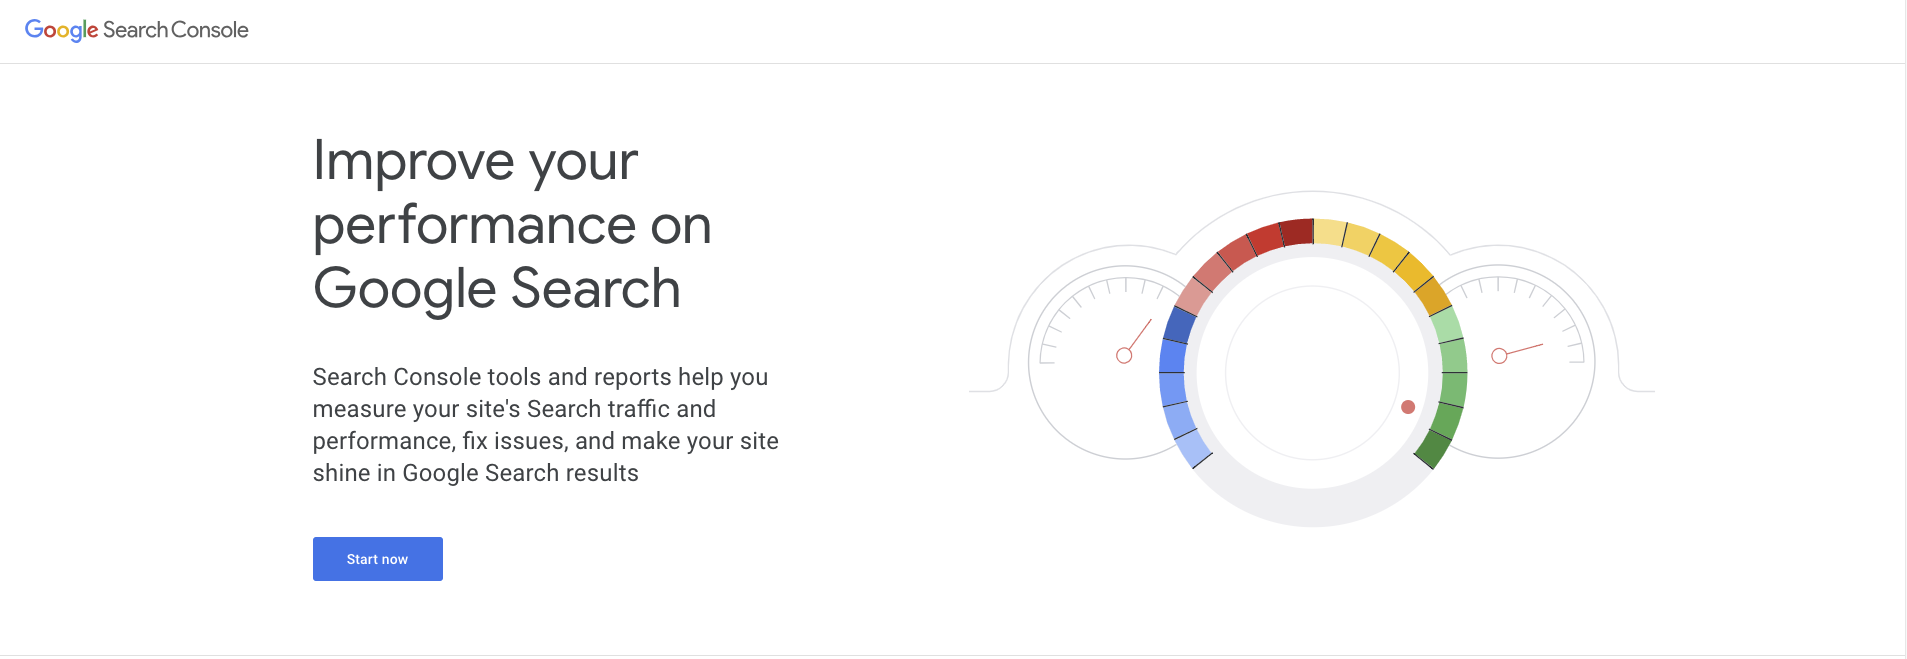 Google Search Console
Improve your
performance on
Google Search
Search Console tools and reports help you
measure your site's Search traffic and
performance, fix issues, and make your site
shine in Google Search results
Start now